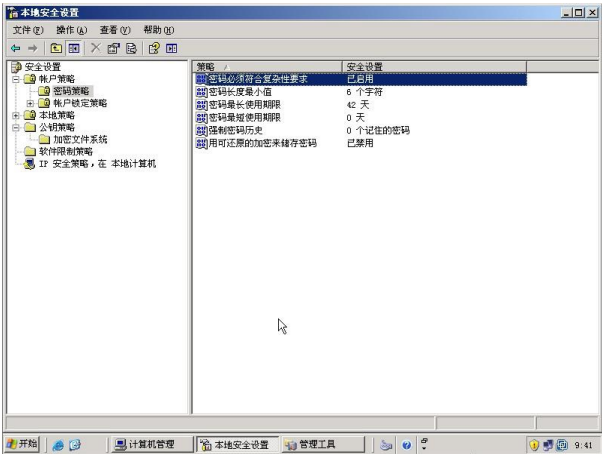 本地安全设置
文件(F) 操作(A) 查看(V) 帮助(H)
安全设置
帐户策略
密码策略
帐户锁定策略
本地策略
公钥策略
加密文件系统
软件限制策略
IP 安全策略，在 本地计算机
策略 安全设置
密码必须符合复杂性要求 已启用
密码长度最小值 6 个字符
密码最长使用期限 42 天
密码最短使用期限 0 天
强制密码历史 0 个记住的密码
用可还原的加密来储存密码 已禁用
开始 计算机管理 本地安全设置 管理工具 9:41